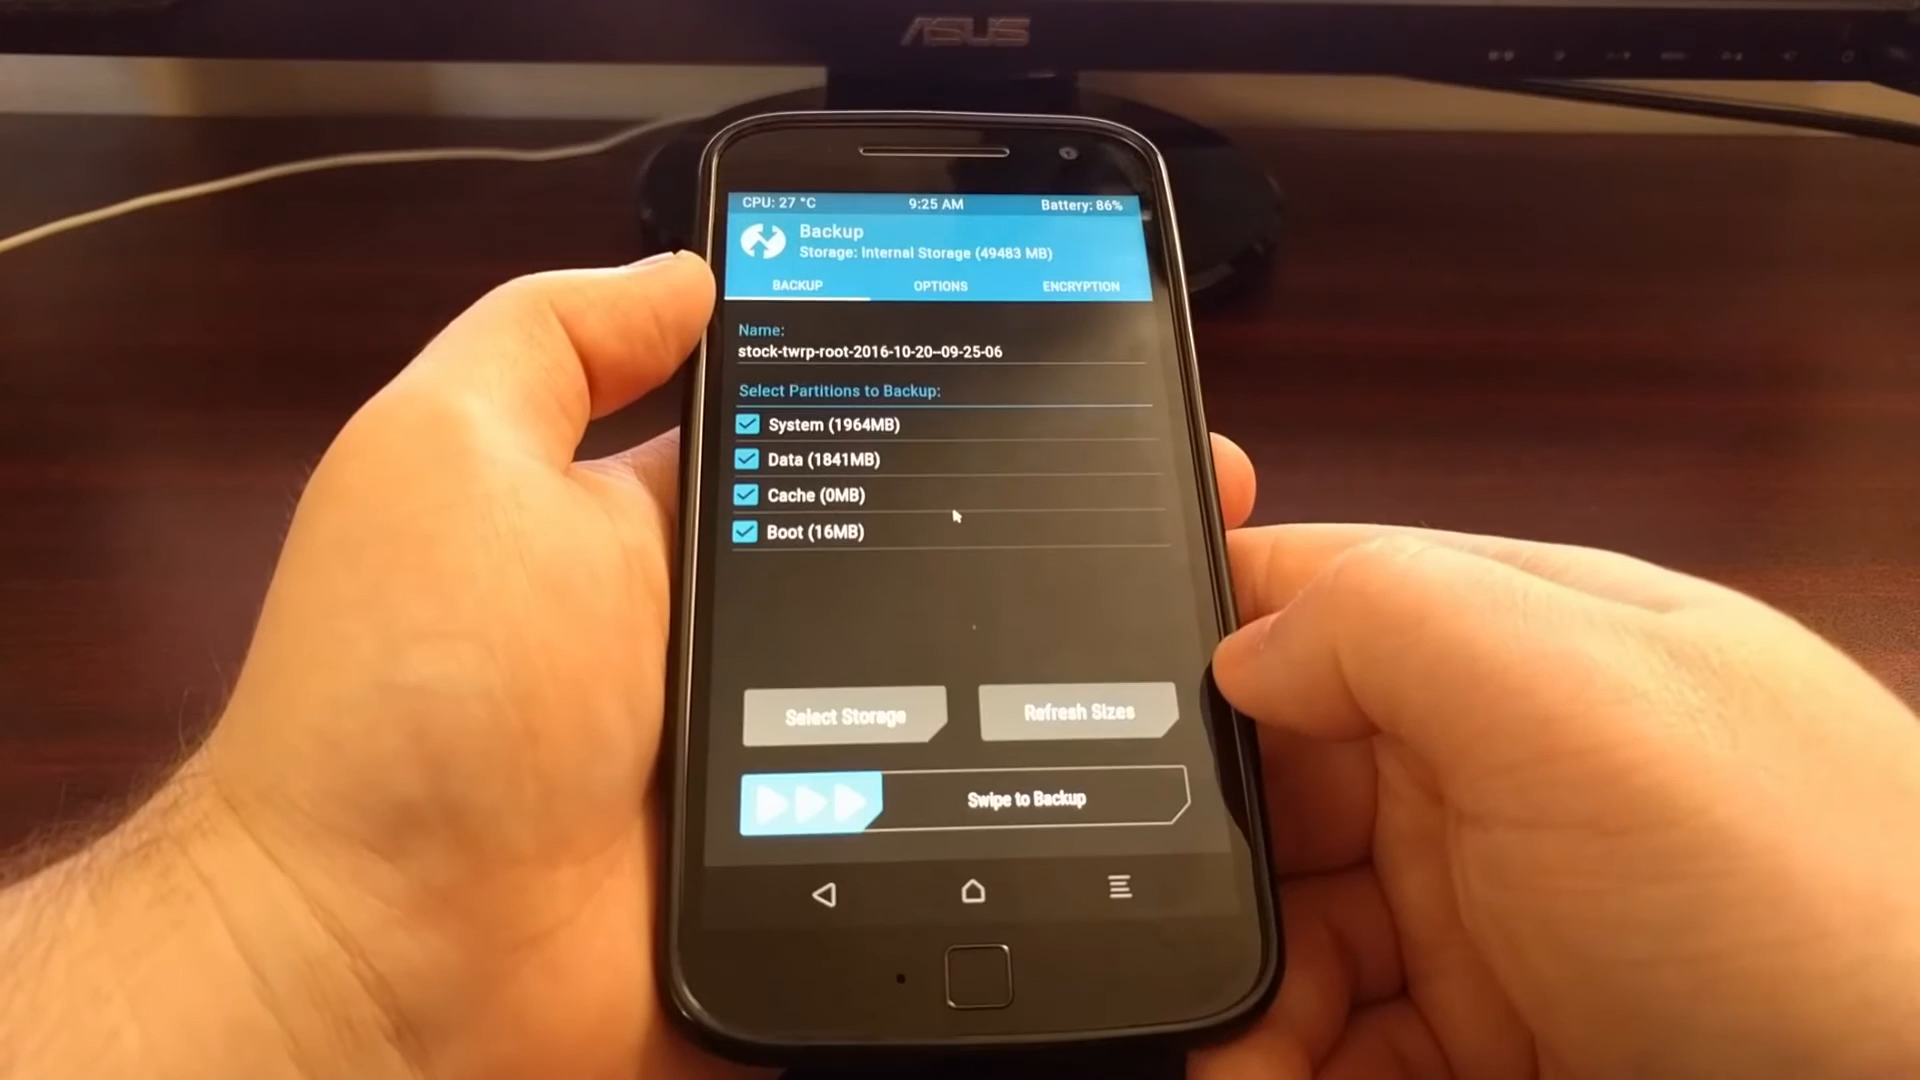 ASUS
CPU: 27 °C 9:25 AM Battery: 86%
Backup
Storage: Internal Storage (49483 MB)
BACKUP OPTIONS ENCRYPTION
Name:
stock-twrp-root-2016-10-20--09-25-06
Select Partitions to Backup:
System (1964MB)
Data (1841MB)
Cache (0MB)
Boot (16MB)
Select Storage Refresh Sizes
Swipe to Backup